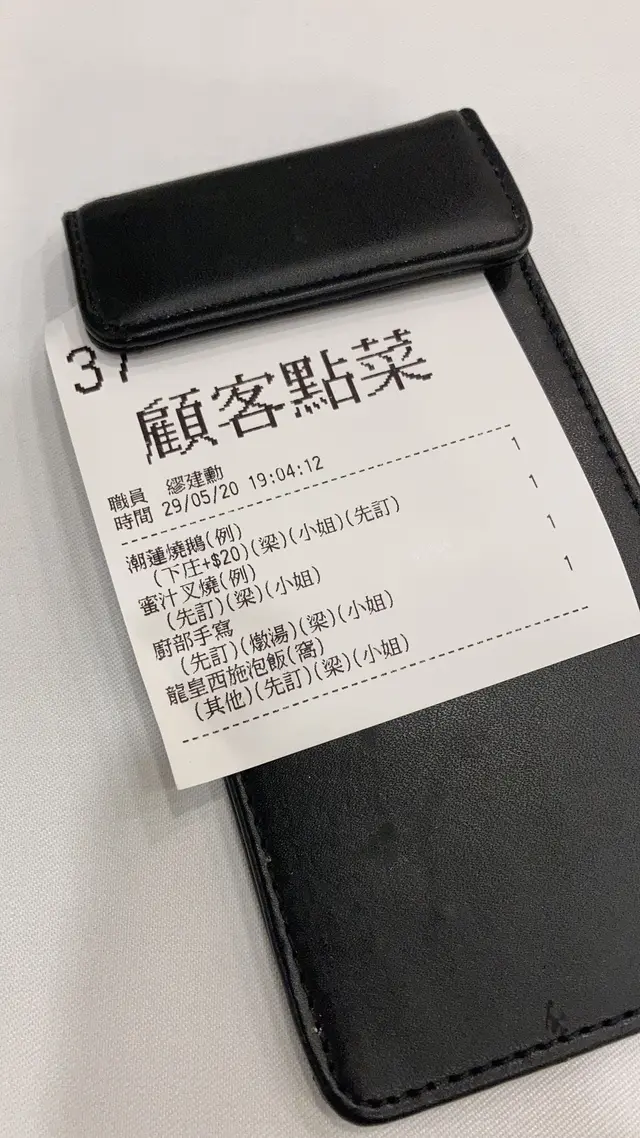 37
顧客點菜
職員 繆建勳
時間 29/05/20 19:04:12
潮蓮燒鵝(例) 1
(下庄+$20)(梁)(小姐)(先訂)
蜜汁叉燒(例) 1
(先訂)(梁)(小姐)
廚部手寫 1
(先訂)(燉湯)(梁)(小姐)
龍皇西施泡飯(窩) 1
(其他)(先訂)(梁)(小姐)